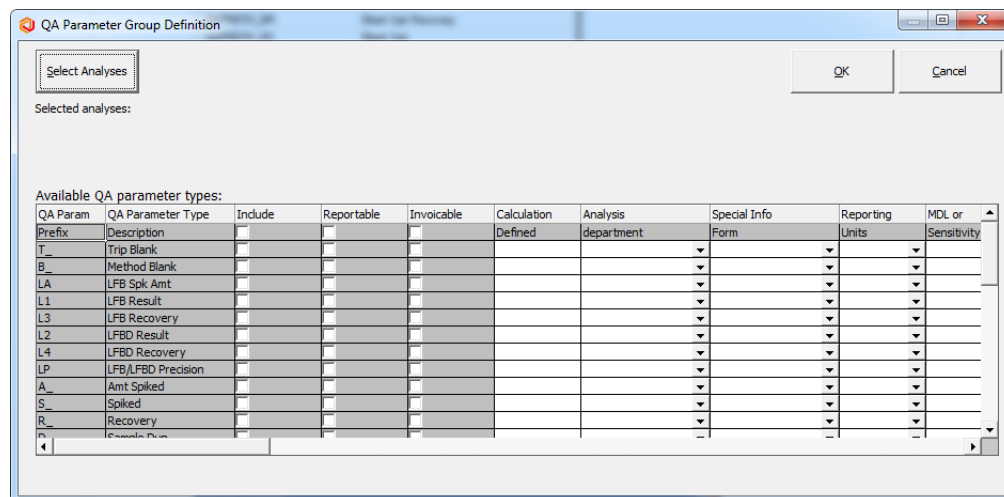 QA Parameter Group Definition
Select Analyses
OK
Cancel
Selected analyses:
Available QA parameter types:
QA Param QA Parameter Type Include Reportable Invoicable Calculation Analysis Special Info Reporting MDL or
Prefix Description Defined department Form Units Sensitivity
T_ Trip Blank
B_ Method Blank
LA LFB Spk Amt
L1 LFB Result
L3 LFB Recovery
L2 LFBD Result
L4 LFBD Recovery
LP LFB/LFBD Precision
A_ Amt Spiked
S_ Spiked
R_ Recovery
D_ Sample Dup